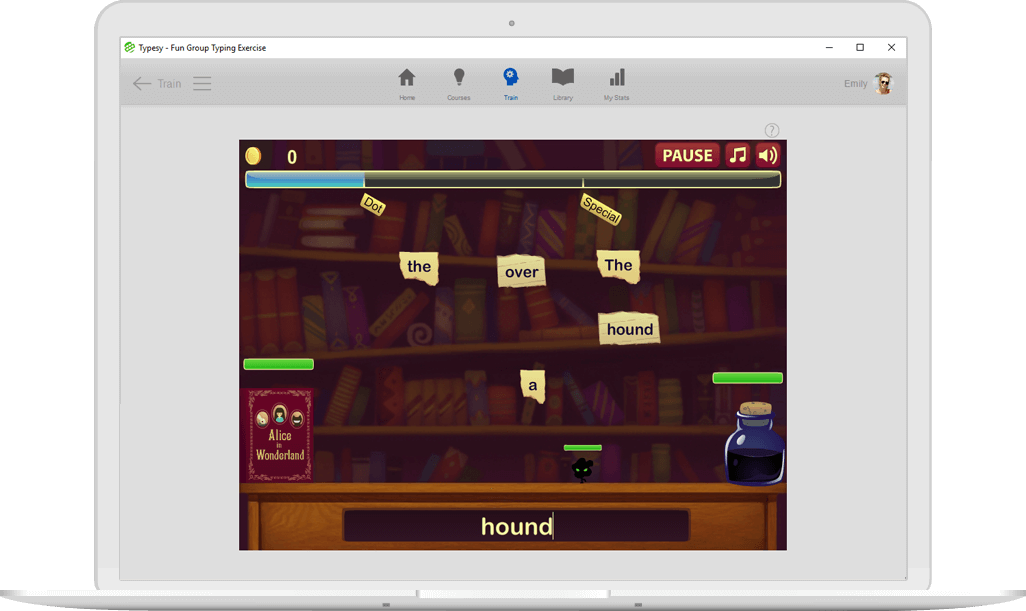 Typesy - Fun Group Typing Exercise
Train
Home
Courses
Train
Library
My Stats
Emily
?
0
PAUSE
Dot
Special
the
over
The
hound
a
Alice
in
Wonderland
hound